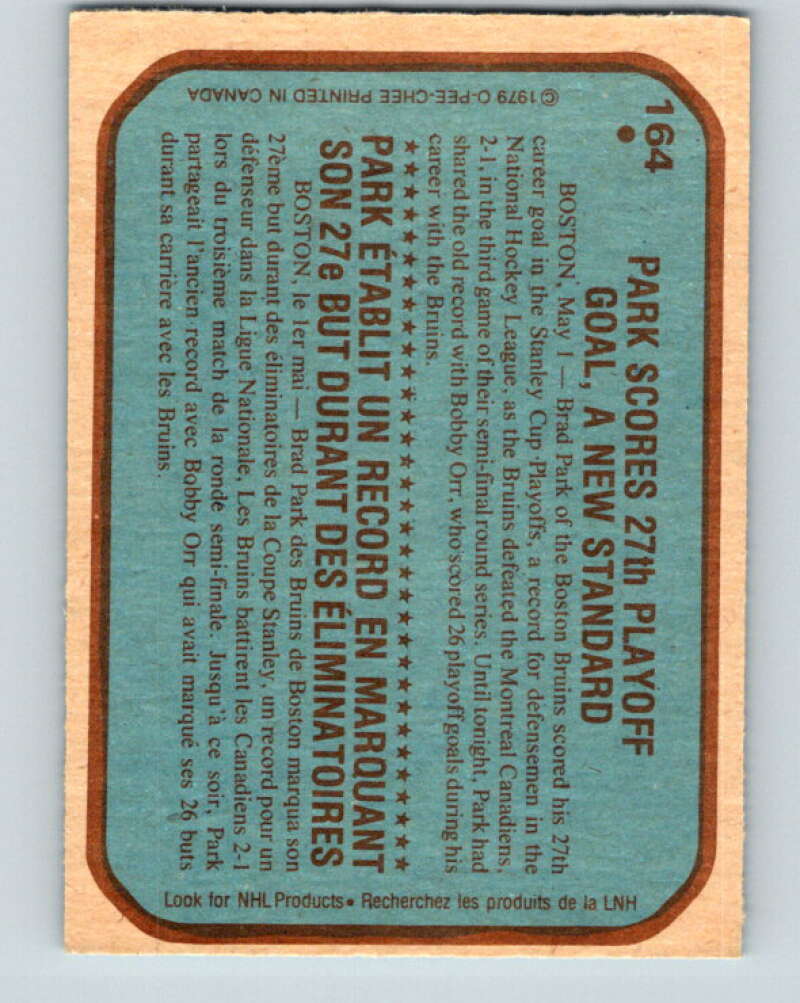 164
PARK SCORES 27th PLAYOFF
GOAL, A NEW STANDARD
BOSTON, May 1 — Brad Park of the Boston Bruins scored his 27th
career goal in the Stanley Cup Playoffs, a record for defensemen in the
National Hockey League, as the Bruins defeated the Montreal Canadiens,
2-1, in the third game of their semi-final round series. Until tonight, Park had
shared the old record with Bobby Orr, who scored 26 playoff goals during his
career with the Bruins.
★★★★★★★★★★★★★★★★★★★★★★★★★★★★★★★★★★★★★★★★
PARK ÉTABLIT UN RECORD EN MARQUANT
SON 27e BUT DURANT DES ÉLIMINATOIRES
BOSTON, le 1er mai — Brad Park des Bruins de Boston marqua son
27ème but durant des éliminatoires de la Coupe Stanley, un record pour un
défenseur dans la Ligue Nationale, Les Bruins battirent les Canadiens 2-1
lors du troisième match de la ronde semi-finale. Jusqu'à ce soir, Park
partageait l'ancien record avec Bobby Orr qui avait marqué ses 26 buts
durant sa carrière avec les Bruins.
© 1979 O-PEE-CHEE PRINTED IN CANADA
Look for NHL Products • Recherchez les produits de la LNH